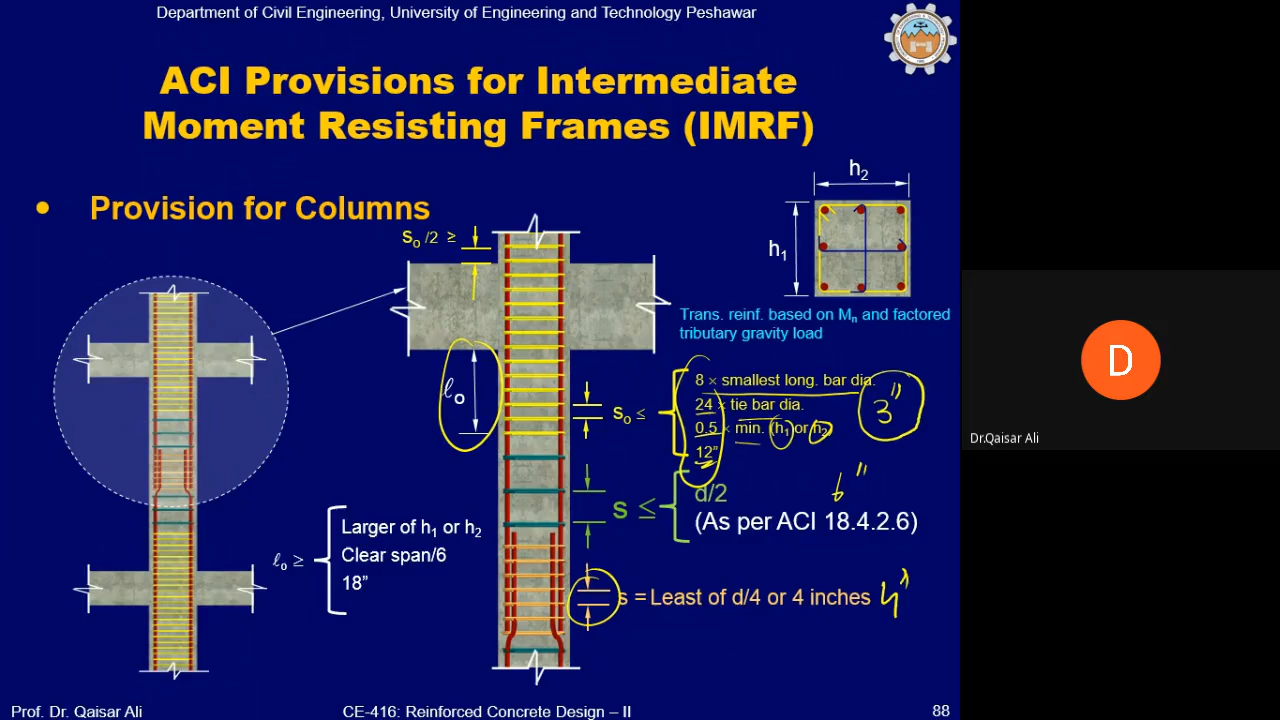 Department of Civil Engineering, University of Engineering and Technology Peshawar
ACI Provisions for Intermediate
Moment Resisting Frames (IMRF)
• Provision for Columns
h2
h1
so /2 ≥
Trans. reinf. based on Mn and factored
tributary gravity load
ℓo
so ≤
8 × smallest long. bar dia.
24 × tie bar dia.
0.5 × min. (h1 or h2)
12”
3"
s ≤
d/2
6"
(As per ACI 18.4.2.6)
ℓo ≥
Larger of h1 or h2
Clear span/6
18”
s = Least of d/4 or 4 inches
4"
D
Dr.Qaisar Ali
Prof. Dr. Qaisar Ali
CE-416: Reinforced Concrete Design – II
88